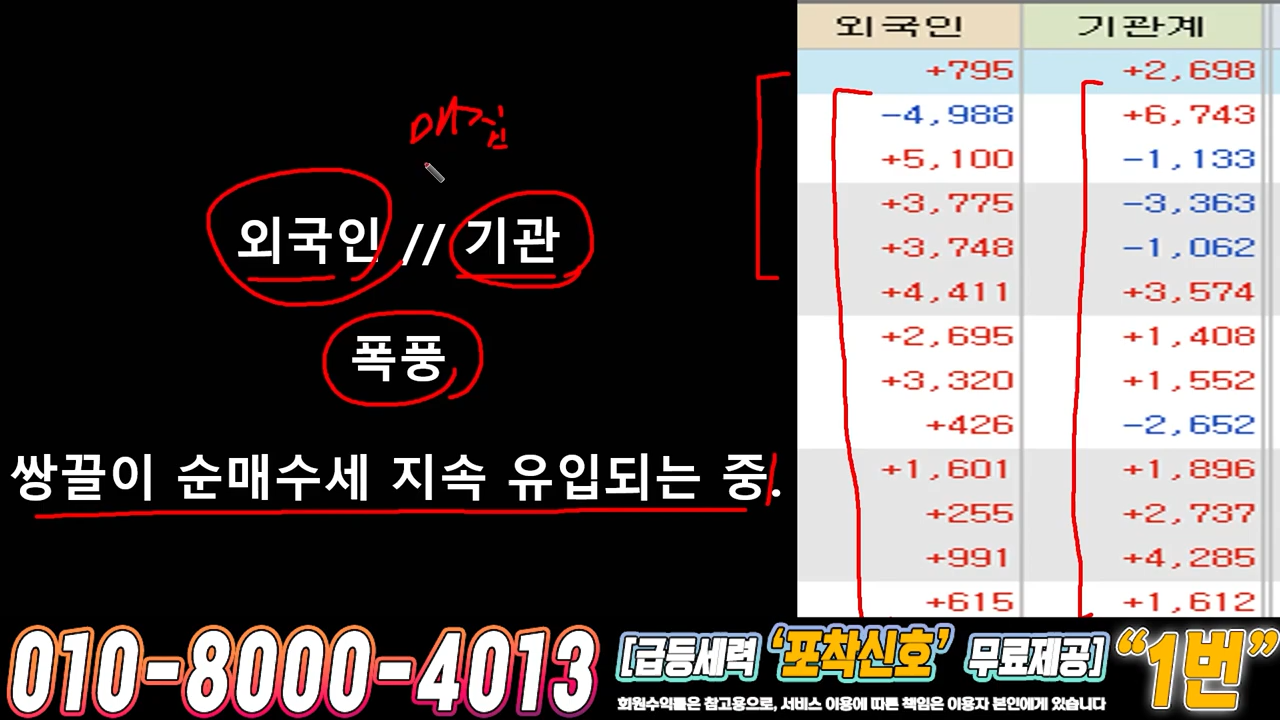 매집
외국인 // 기관
폭풍
쌍끌이 순매수세 지속 유입되는 중.
외국인 기관계
+795 +2,698
-4,988 +6,743
+5,100 -1,133
+3,775 -3,363
+3,748 -1,062
+4,411 +3,574
+2,695 +1,408
+3,320 +1,552
+426 -2,652
+1,601 +1,896
+255 +2,737
+991 +4,285
+615 +1,612
010-8000-4013 [급등세력 ‘포착신호’ 무료제공] “1번”
회원수익률은 참고용으로, 서비스 이용에 따른 책임은 이용자 본인에게 있습니다